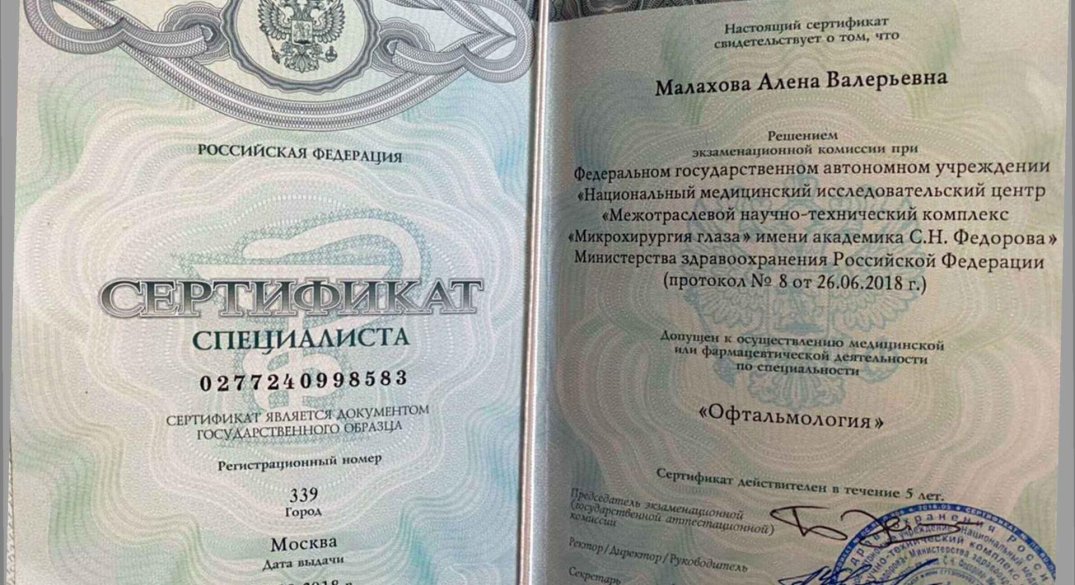 РОССИЙСКАЯ ФЕДЕРАЦИЯ
СЕРТИФИКАТ
СПЕЦИАЛИСТА
0277240998583
СЕРТИФИКАТ ЯВЛЯЕТСЯ ДОКУМЕНТОМ
ГОСУДАРСТВЕННОГО ОБРАЗЦА
Регистрационный номер
339
Город
Москва
Дата выдачи
2018 г.
Настоящий сертификат
свидетельствует о том, что
Малахова Алена Валерьевна
Решением
экзаменационной комиссии при
Федеральном государственном автономном учреждении
«Национальный медицинский исследовательский центр
«Межотраслевой научно-технический комплекс
«Микрохирургия глаза» имени академика С.Н. Федорова»
Министерства здравоохранения Российской Федерации
(протокол № 8 от 26.06.2018 г.)
Допущен к осуществлению медицинской
или фармацевтической деятельности
по специальности
«Офтальмология»
Сертификат действителен в течение 5 лет.
Председатель экзаменационной
(государственной аттестационной)
комиссии
Ректор/Директор/Руководитель
Секретарь